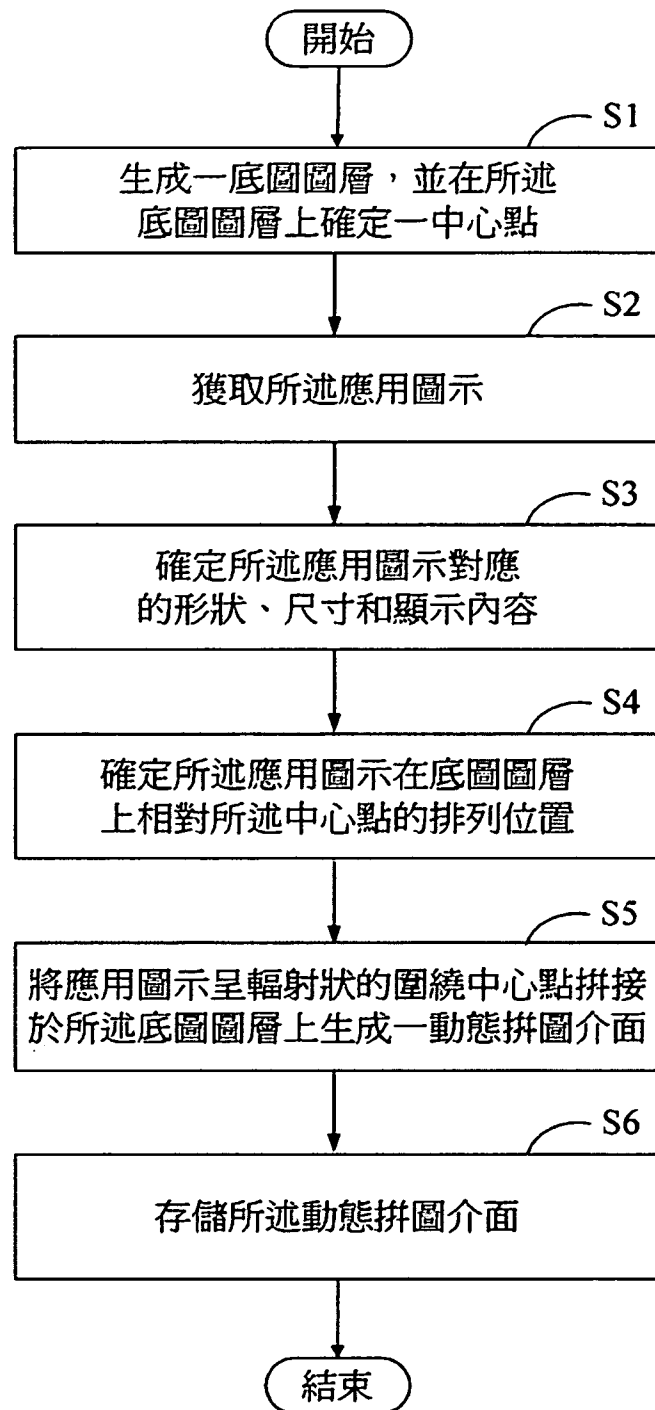 開始
S1
生成一底圖圖層，並在所述
底圖圖層上確定一中心點
S2
獲取所述應用圖示
S3
確定所述應用圖示對應
的形狀、尺寸和顯示內容
S4
確定所述應用圖示在底圖圖層
上相對所述中心點的排列位置
S5
將應用圖示呈輻射狀的圍繞中心點拼接
於所述底圖圖層上生成一動態拼圖介面
S6
存儲所述動態拼圖介面
結束